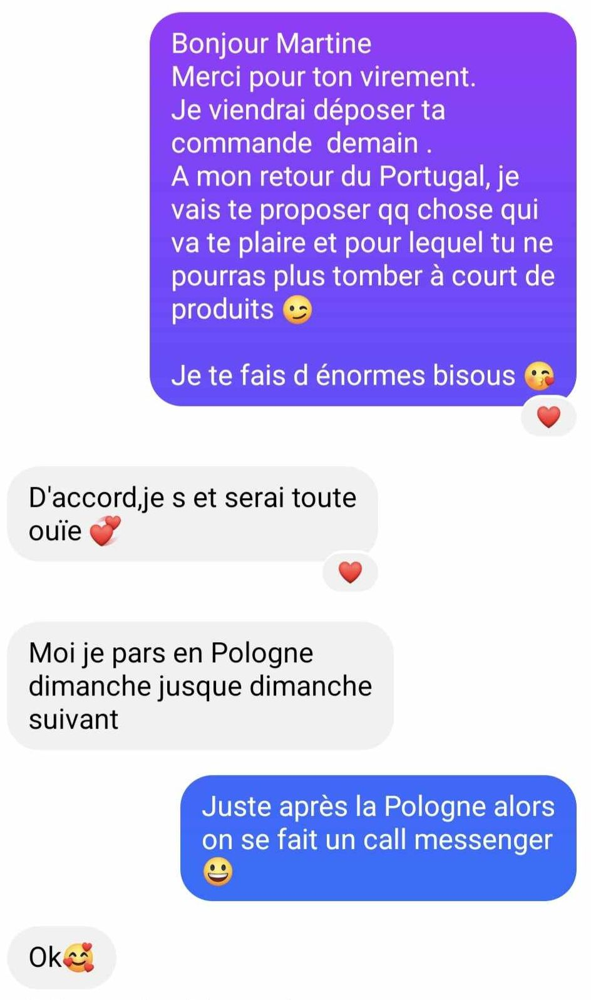 Bonjour Martine
Merci pour ton virement.
Je viendrai déposer ta
commande  demain .
A mon retour du Portugal, je
vais te proposer qq chose qui
va te plaire et pour lequel tu ne
pourras plus tomber à court de
produits 😉
Je te fais d énormes bisous 😘
D'accord,je s et serai toute
ouïe 💞
Moi je pars en Pologne
dimanche jusque dimanche
suivant
Juste après la Pologne alors
on se fait un call messenger
😀
Ok🥰